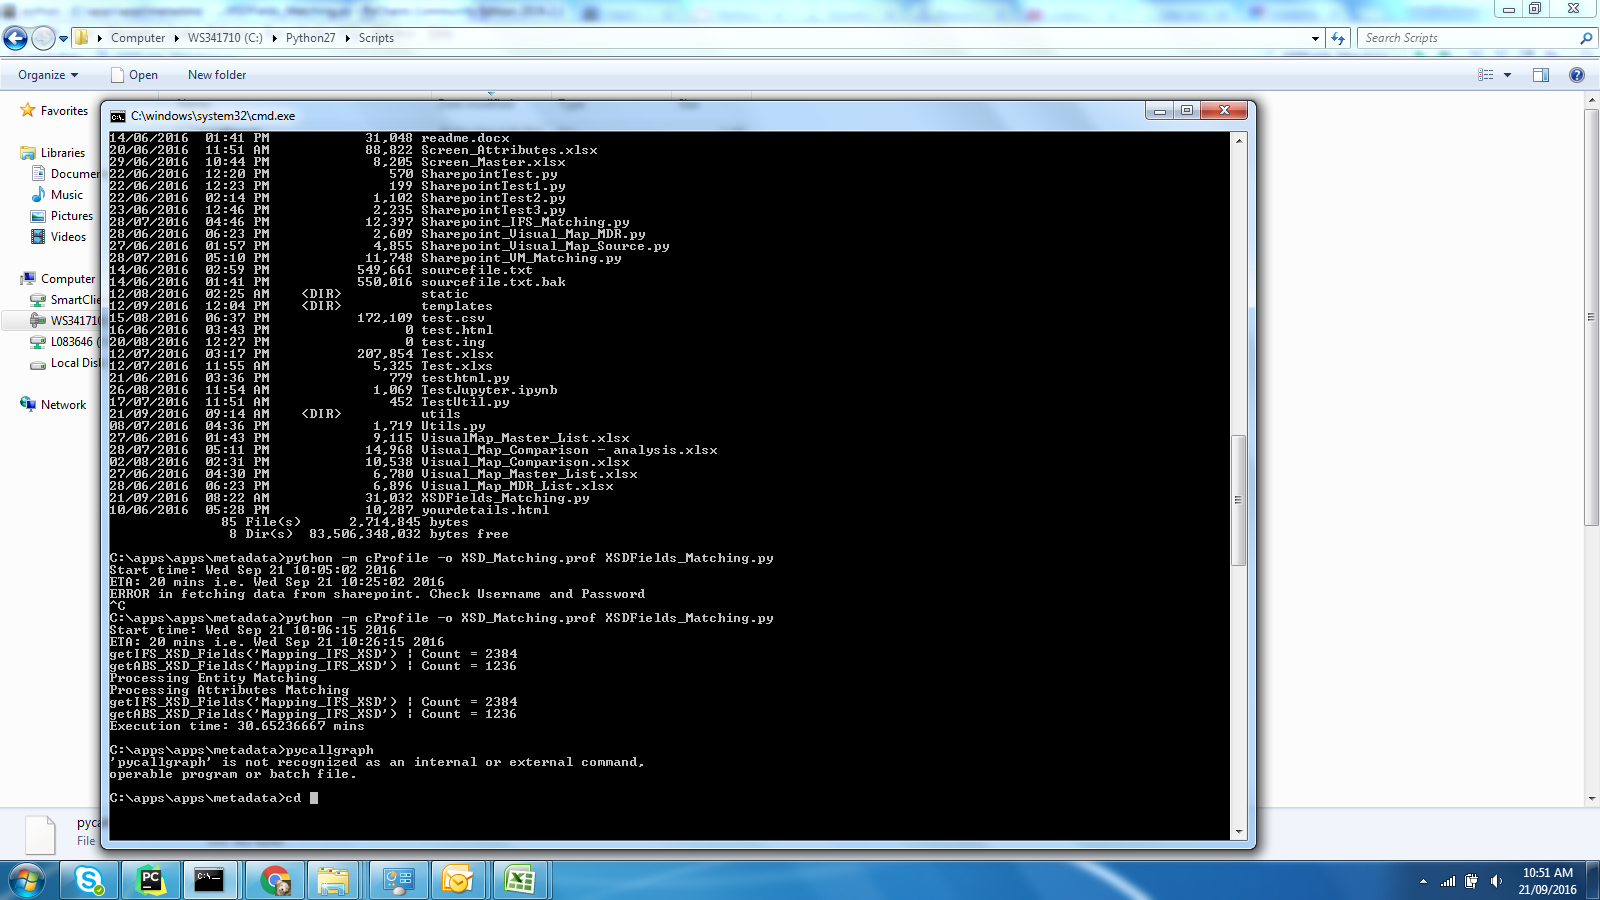 Computer WS341710 (C:) Python27 Scripts
Search Scripts
Organize Open New folder
Favorites
Libraries
Documen
Music
Pictures
Videos
Computer
SmartClie
WS341710
L083646 (
Local Disk
Network
C:\windows\system32\cmd.exe
14/06/2016 01:41 PM 31,048 readme.docx
20/06/2016 11:51 AM 88,822 Screen_Attributes.xlsx
29/06/2016 10:44 PM 8,205 Screen_Master.xlsx
22/06/2016 12:20 PM 570 SharepointTest.py
22/06/2016 12:23 PM 199 SharepointTest1.py
22/06/2016 02:14 PM 1,102 SharepointTest2.py
23/06/2016 12:46 PM 2,235 SharepointTest3.py
28/07/2016 04:46 PM 12,397 Sharepoint_IFS_Matching.py
28/06/2016 06:23 PM 2,609 Sharepoint_Visual_Map_MDR.py
27/06/2016 01:57 PM 4,855 Sharepoint_Visual_Map_Source.py
28/07/2016 05:10 PM 11,748 Sharepoint_VM_Matching.py
14/06/2016 02:59 PM 549,661 sourcefile.txt
14/06/2016 01:41 PM 550,016 sourcefile.txt.bak
12/08/2016 02:25 AM <DIR> static
12/09/2016 12:04 PM <DIR> templates
15/08/2016 06:37 PM 172,109 test.csv
16/06/2016 03:43 PM 0 test.html
20/08/2016 12:27 PM 0 test.ing
12/07/2016 03:17 PM 207,854 Test.xlsx
12/07/2016 11:55 AM 5,325 Test.xlxs
21/06/2016 03:36 PM 779 testhtml.py
26/08/2016 11:54 AM 1,069 TestJupyter.ipynb
17/07/2016 11:51 AM 452 TestUtil.py
21/09/2016 09:14 AM <DIR> utils
08/07/2016 04:36 PM 1,719 Utils.py
27/06/2016 01:43 PM 9,115 VisualMap_Master_List.xlsx
28/07/2016 05:11 PM 14,968 Visual_Map_Comparison - analysis.xlsx
02/08/2016 02:31 PM 10,538 Visual_Map_Comparison.xlsx
27/06/2016 04:30 PM 6,780 Visual_Map_Master_List.xlsx
28/06/2016 06:23 PM 6,896 Visual_Map_MDR_List.xlsx
21/09/2016 08:22 AM 31,032 XSDFields_Matching.py
10/06/2016 05:28 PM 10,287 yourdetails.html
85 File(s) 2,714,845 bytes
8 Dir(s) 83,506,348,032 bytes free
C:\apps\apps\metadata>python -m cProfile -o XSD_Matching.prof XSDFields_Matching.py
Start time: Wed Sep 21 10:05:02 2016
ETA: 20 mins i.e. Wed Sep 21 10:25:02 2016
ERROR in fetching data from sharepoint. Check Username and Password
^C
C:\apps\apps\metadata>python -m cProfile -o XSD_Matching.prof XSDFields_Matching.py
Start time: Wed Sep 21 10:06:15 2016
ETA: 20 mins i.e. Wed Sep 21 10:26:15 2016
getIFS_XSD_Fields('Mapping_IFS_XSD') | Count = 2384
getABS_XSD_Fields('Mapping_IFS_XSD') | Count = 1236
Processing Entity Matching
Processing Attributes Matching
getIFS_XSD_Fields('Mapping_IFS_XSD') | Count = 2384
getABS_XSD_Fields('Mapping_IFS_XSD') | Count = 1236
Execution time: 30.65236667 mins
C:\apps\apps\metadata>pycallgraph
'pycallgraph' is not recognized as an internal or external command,
operable program or batch file.
C:\apps\apps\metadata>cd
pyca
File
10:51 AM
21/09/2016